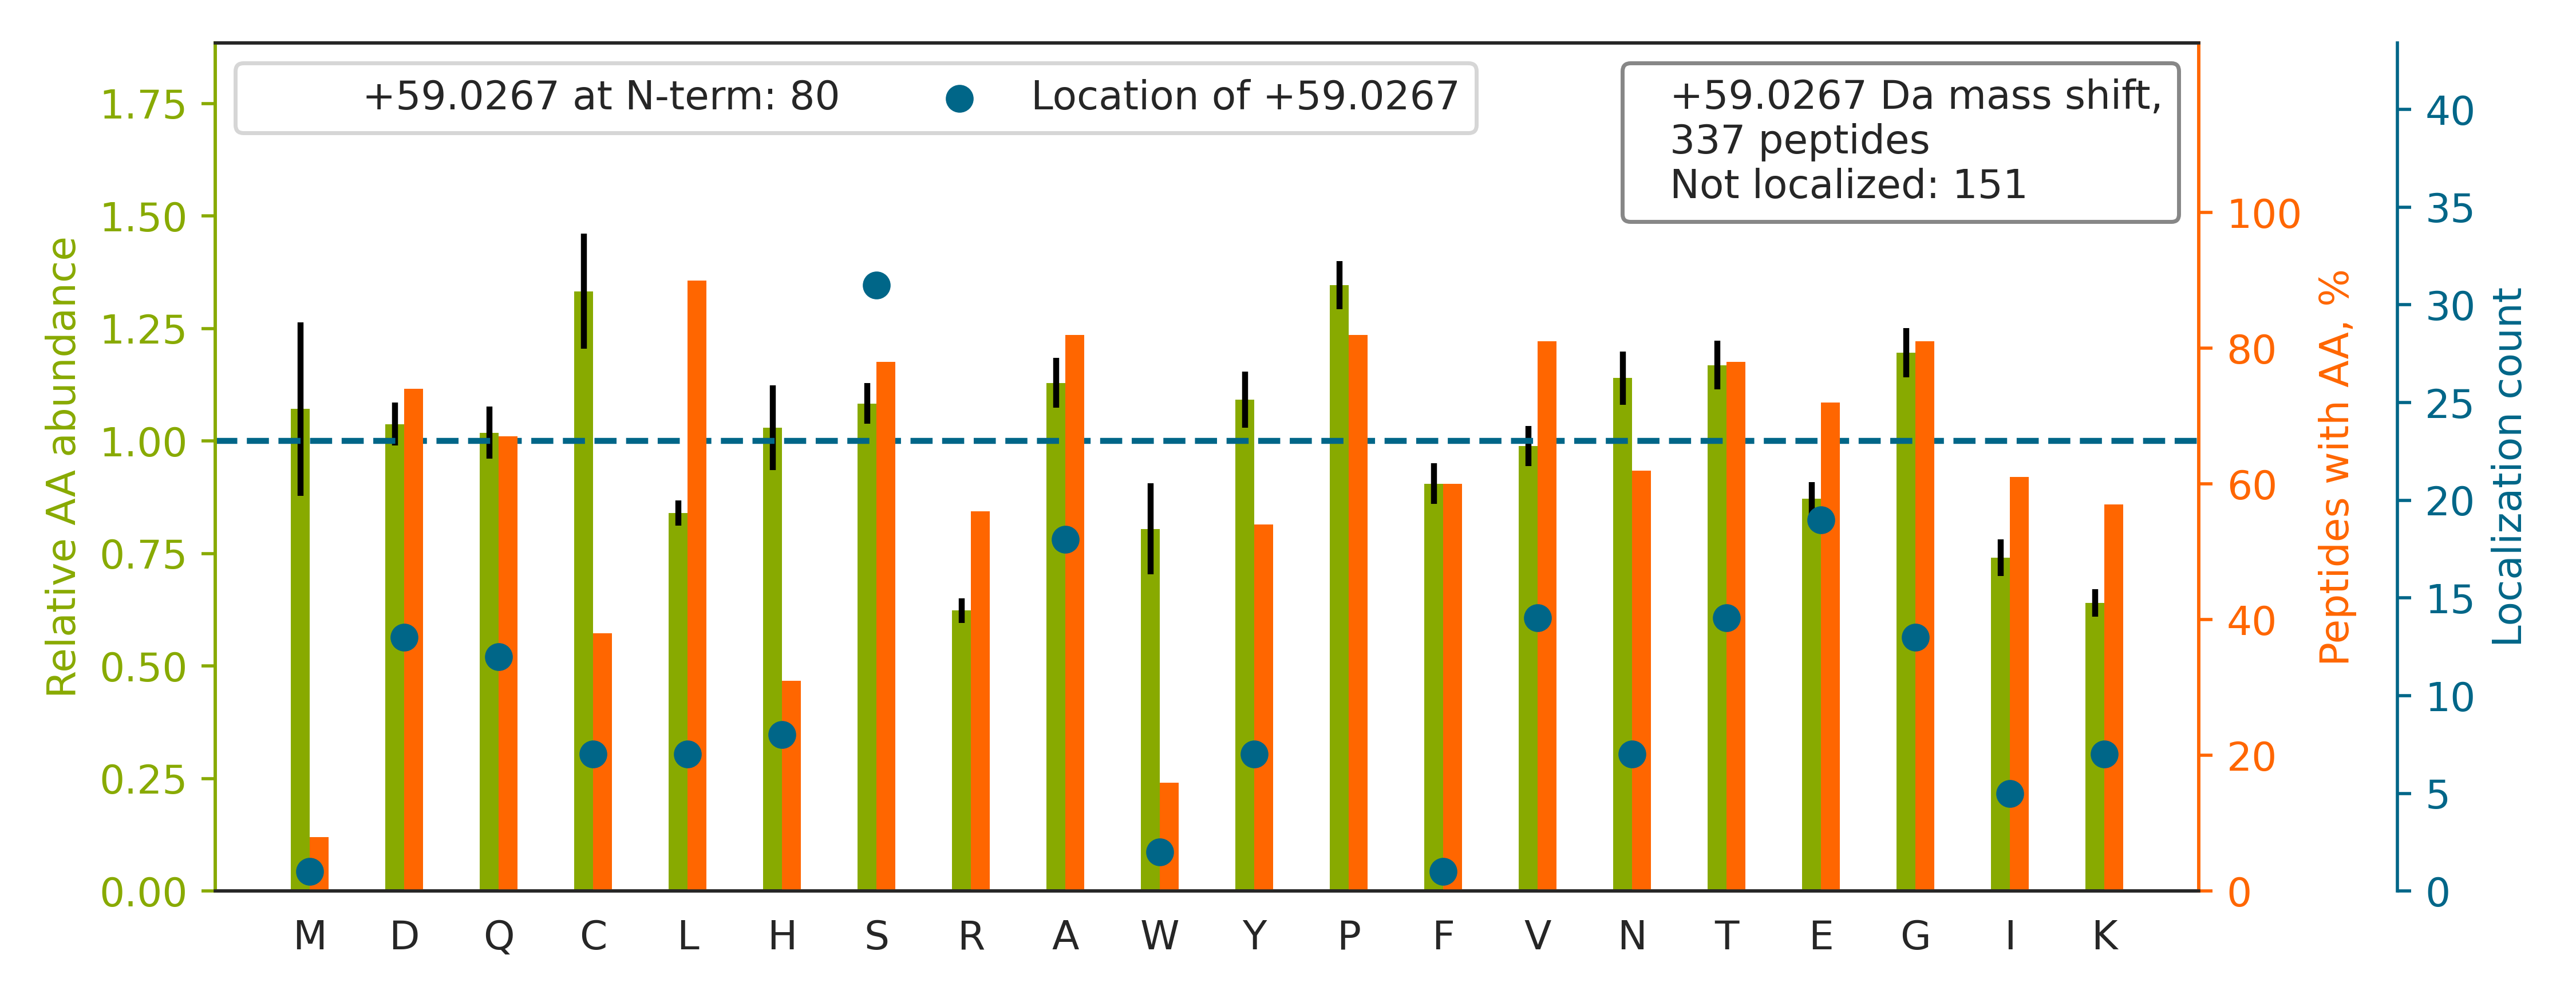 +59.0267 at N-term: 80
Location of +59.0267
+59.0267 Da mass shift,
337 peptides
Not localized: 151
Relative AA abundance
1.75
1.50
1.25
1.00
0.75
0.50
0.25
0.00
Peptides with AA, %
100
80
60
40
20
0
Localization count
40
35
30
25
20
15
10
5
0
M D Q C L H S R A W Y P F V N T E G I K